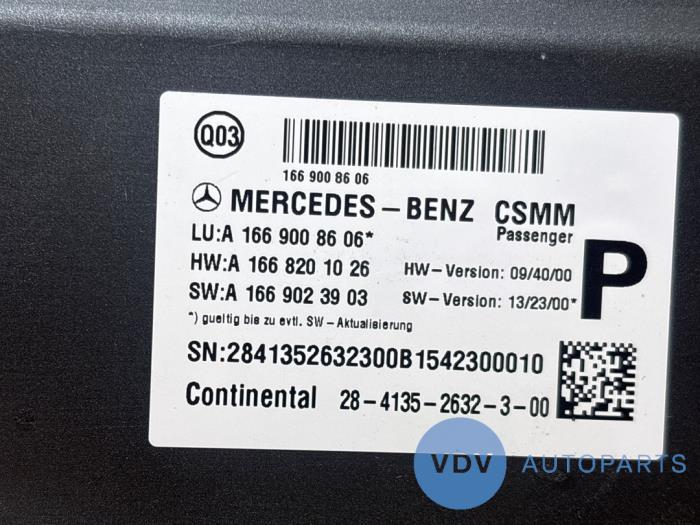 Q03
166 900 86 06
MERCEDES-BENZ CSMM
Passenger
LU:A 166 900 86 06*
HW:A 166 820 10 26 HW-Version: 09/40/00
SW:A 166 902 39 03 SW-Version: 13/23/00*
P
*) gueltig bis zu evtl. SW-Aktualisierung
SN:2841352632300B1542300010
Continental 28-4135-2632-3-00
VDV AUTOPARTS